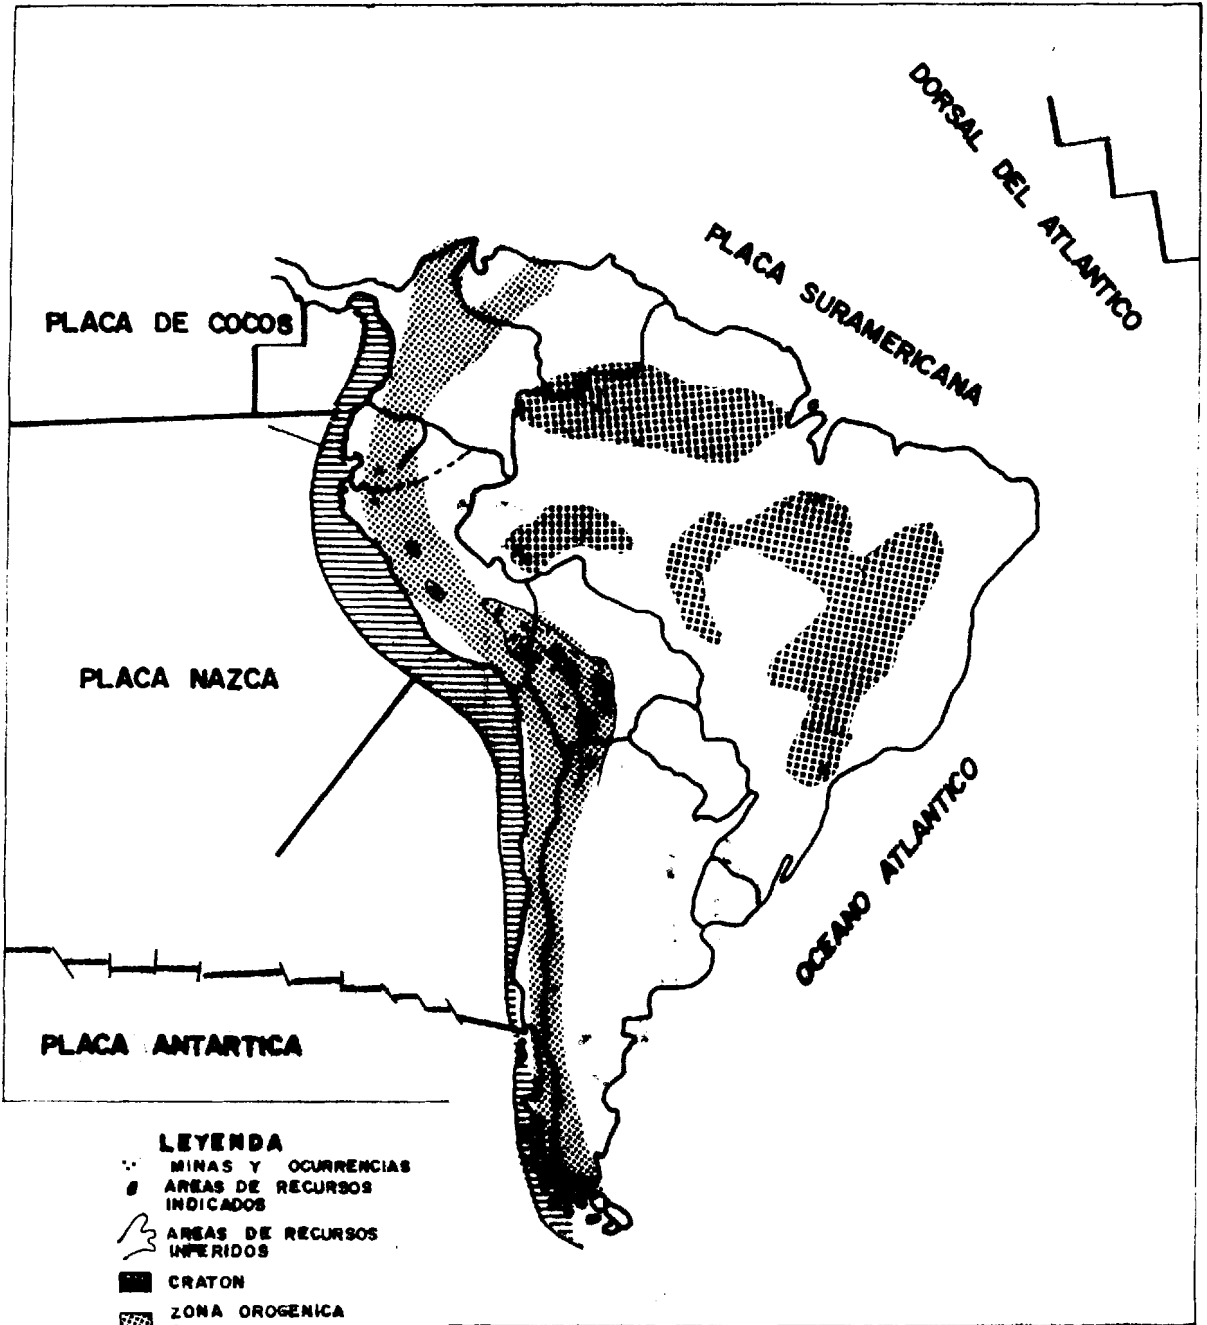 DORSAL DEL ATLANTICO
PLACA SURAMERICANA
PLACA DE COCOS
PLACA NAZCA
OCEANO ATLANTICO
PLACA ANTARTICA
LEYENDA
MINAS Y OCURRENCIAS
AREAS DE RECURSOS
INDICADOS
AREAS DE RECURSOS
INFERIDOS
CRATON
ZONA OROGENICA